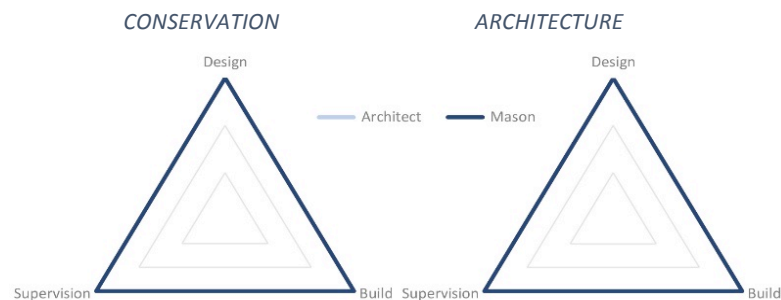 CONSERVATION
ARCHITECTURE
Design
Design
Architect
Mason
Supervision
Build
Supervision
Build